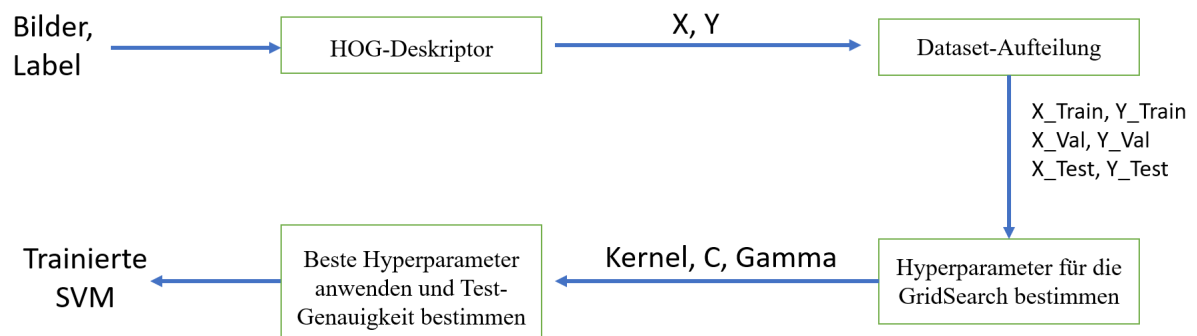 Bilder,
Label
HOG-Deskriptor
X, Y
Dataset-Aufteilung
X_Train, Y_Train
X_Val, Y_Val
X_Test, Y_Test
Hyperparameter für die
GridSearch bestimmen
Kernel, C, Gamma
Beste Hyperparameter
anwenden und Test-
Genauigkeit bestimmen
Trainierte
SVM